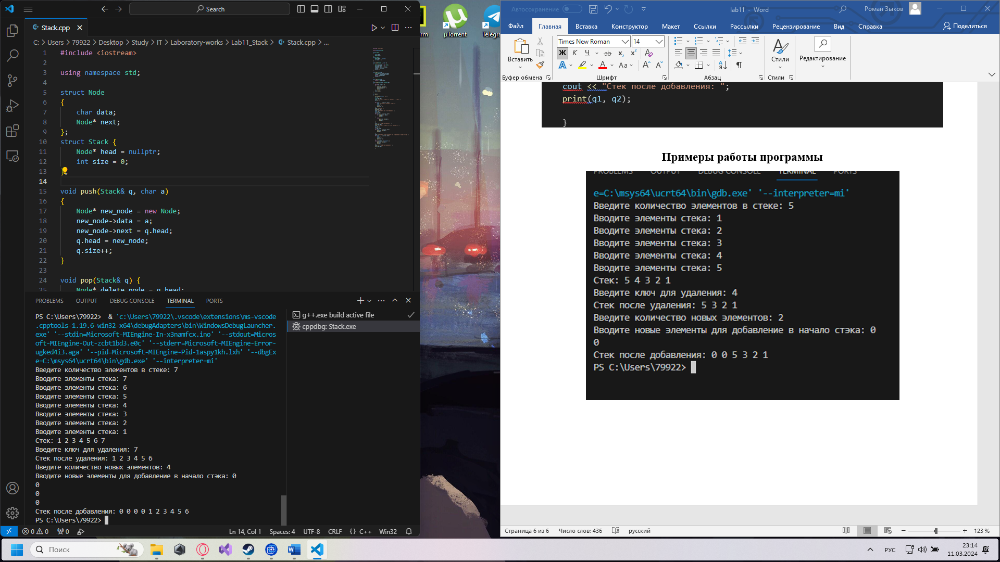 Search
Stack.cpp
C: > Users > 79922 > Desktop > Study > IT > Laboratory-works > Lab11_Stack > Stack.cpp > ...
1 #include <iostream>
2
3 using namespace std;
4
5 struct Node
6 {
7 char data;
8 Node* next;
9 };
10 struct Stack {
11 Node* head = nullptr;
12 int size = 0;
13 };
14
15 void push(Stack& q, char a)
16 {
17 Node* new_node = new Node;
18 new_node->data = a;
19 new_node->next = q.head;
20 q.head = new_node;
21 q.size++;
22 }
23
24 void pop(Stack& q) {
25 Node* delete_node = q.head;
PROBLEMS OUTPUT DEBUG CONSOLE TERMINAL PORTS
PS C:\Users\79922> & 'c:\Users\79922\.vscode\extensions\ms-vscode
.cpptools-1.19.6-win32-x64\debugAdapters\bin\WindowsDebugLauncher.
exe' '--stdin=Microsoft-MIEngine-In-x3namfcx.ino' '--stdout=Micros
oft-MIEngine-Out-zcbt1bd3.e0c' '--stderr=Microsoft-MIEngine-Error-
ugked4i3.aga' '--pid=Microsoft-MIEngine-Pid-1aspy1kh.lxh' '--dbgEx
e=C:\msys64\ucrt64\bin\gdb.exe' '--interpreter=mi'
Введите количество элементов в стеке: 7
Вводите элементы стека: 7
Вводите элементы стека: 6
Вводите элементы стека: 5
Вводите элементы стека: 4
Вводите элементы стека: 3
Вводите элементы стека: 2
Вводите элементы стека: 1
Стек: 1 2 3 4 5 6 7
Введите ключ для удаления: 7
Стек после удаления: 1 2 3 4 5 6
Введите количество новых элементов: 4
Вводите новые элементы для добавление в начало стэка: 0
0
0
0
Стек после добавления: 0 0 0 0 1 2 3 4 5 6
PS C:\Users\79922>
g++.exe build active file
cppdbg: Stack.exe
0 0 0 Ln 14, Col 1 Spaces: 4 UTF-8 CRLF {} C++ Win32
µTorrent
Telegra
rm
Автосохранение lab11 - Word Роман Зыков
Файл Главная Вставка Конструктор Макет Ссылки Рассылки Рецензирование Вид Справка Поделиться
Вставить
Times New Roman 14
Ж К Ч ab x₂ x²
A A Aa A A
Стили
Редактирование
Буфер обмена Шрифт Абзац Стили
cout << "Стек после добавления: ";
print(q1, q2);
}
Примеры работы программы
PROBLEMS OUTPUT DEBUG CONSOLE TERMINAL PORTS
e=C:\msys64\ucrt64\bin\gdb.exe' '--interpreter=mi'
Введите количество элементов в стеке: 5
Вводите элементы стека: 1
Вводите элементы стека: 2
Вводите элементы стека: 3
Вводите элементы стека: 4
Вводите элементы стека: 5
Стек: 5 4 3 2 1
Введите ключ для удаления: 4
Стек после удаления: 5 3 2 1
Введите количество новых элементов: 2
Вводите новые элементы для добавление в начало стэка: 0
0
Стек после добавления: 0 0 5 3 2 1
PS C:\Users\79922>
Страница 6 из 6 Число слов: 436 русский 123 %
Поиск
РУС
23:14
11.03.2024